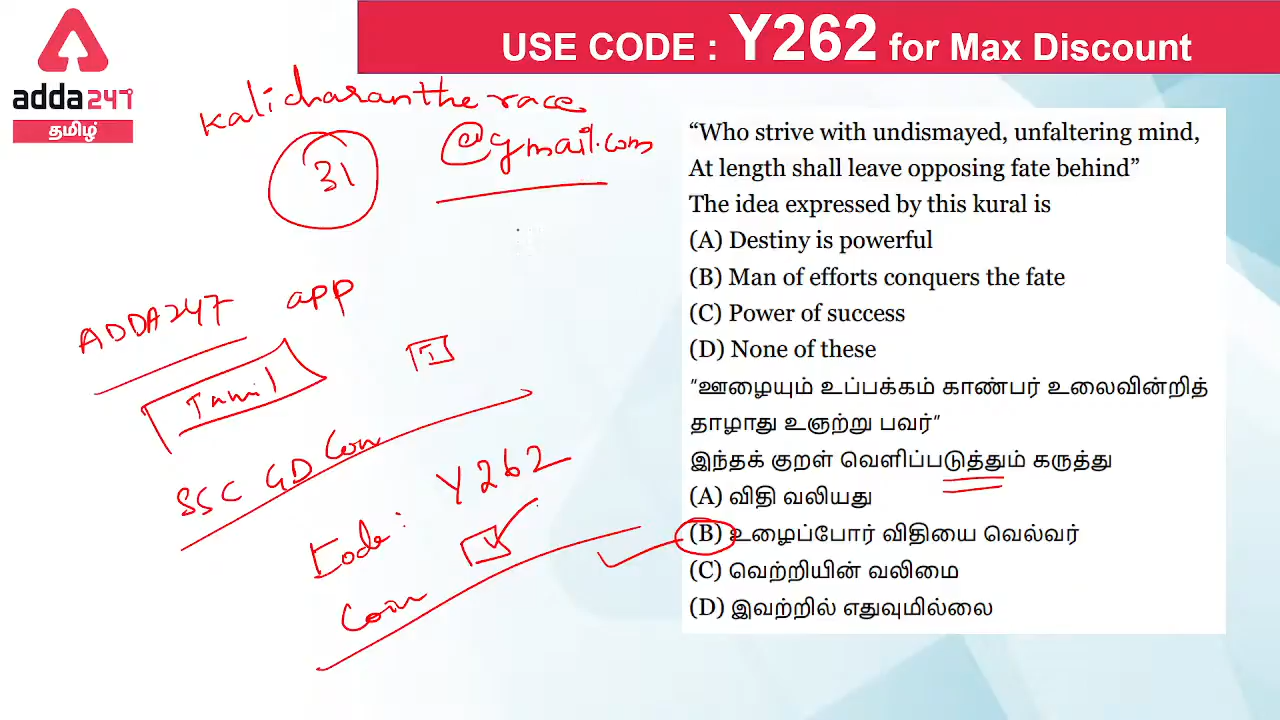 USE CODE : Y262 for Max Discount
adda247
தமிழ்
kalicharantherace
@gmail.com
31
ADDA247 app
Tamil
SSC GD Con
Code: Y262
Coin
“Who strive with undismayed, unfaltering mind,
At length shall leave opposing fate behind”
The idea expressed by this kural is
(A) Destiny is powerful
(B) Man of efforts conquers the fate
(C) Power of success
(D) None of these
“ஊழையும் உப்பக்கம் காண்பர் உலைவின்றித்
தாழாது உஞற்று பவர்”
இந்தக் குறள் வெளிப்படுத்தும் கருத்து
(A) விதி வலியது
(B) உழைப்போர் விதியை வெல்வர்
(C) வெற்றியின் வலிமை
(D) இவற்றில் எதுவுமில்லை